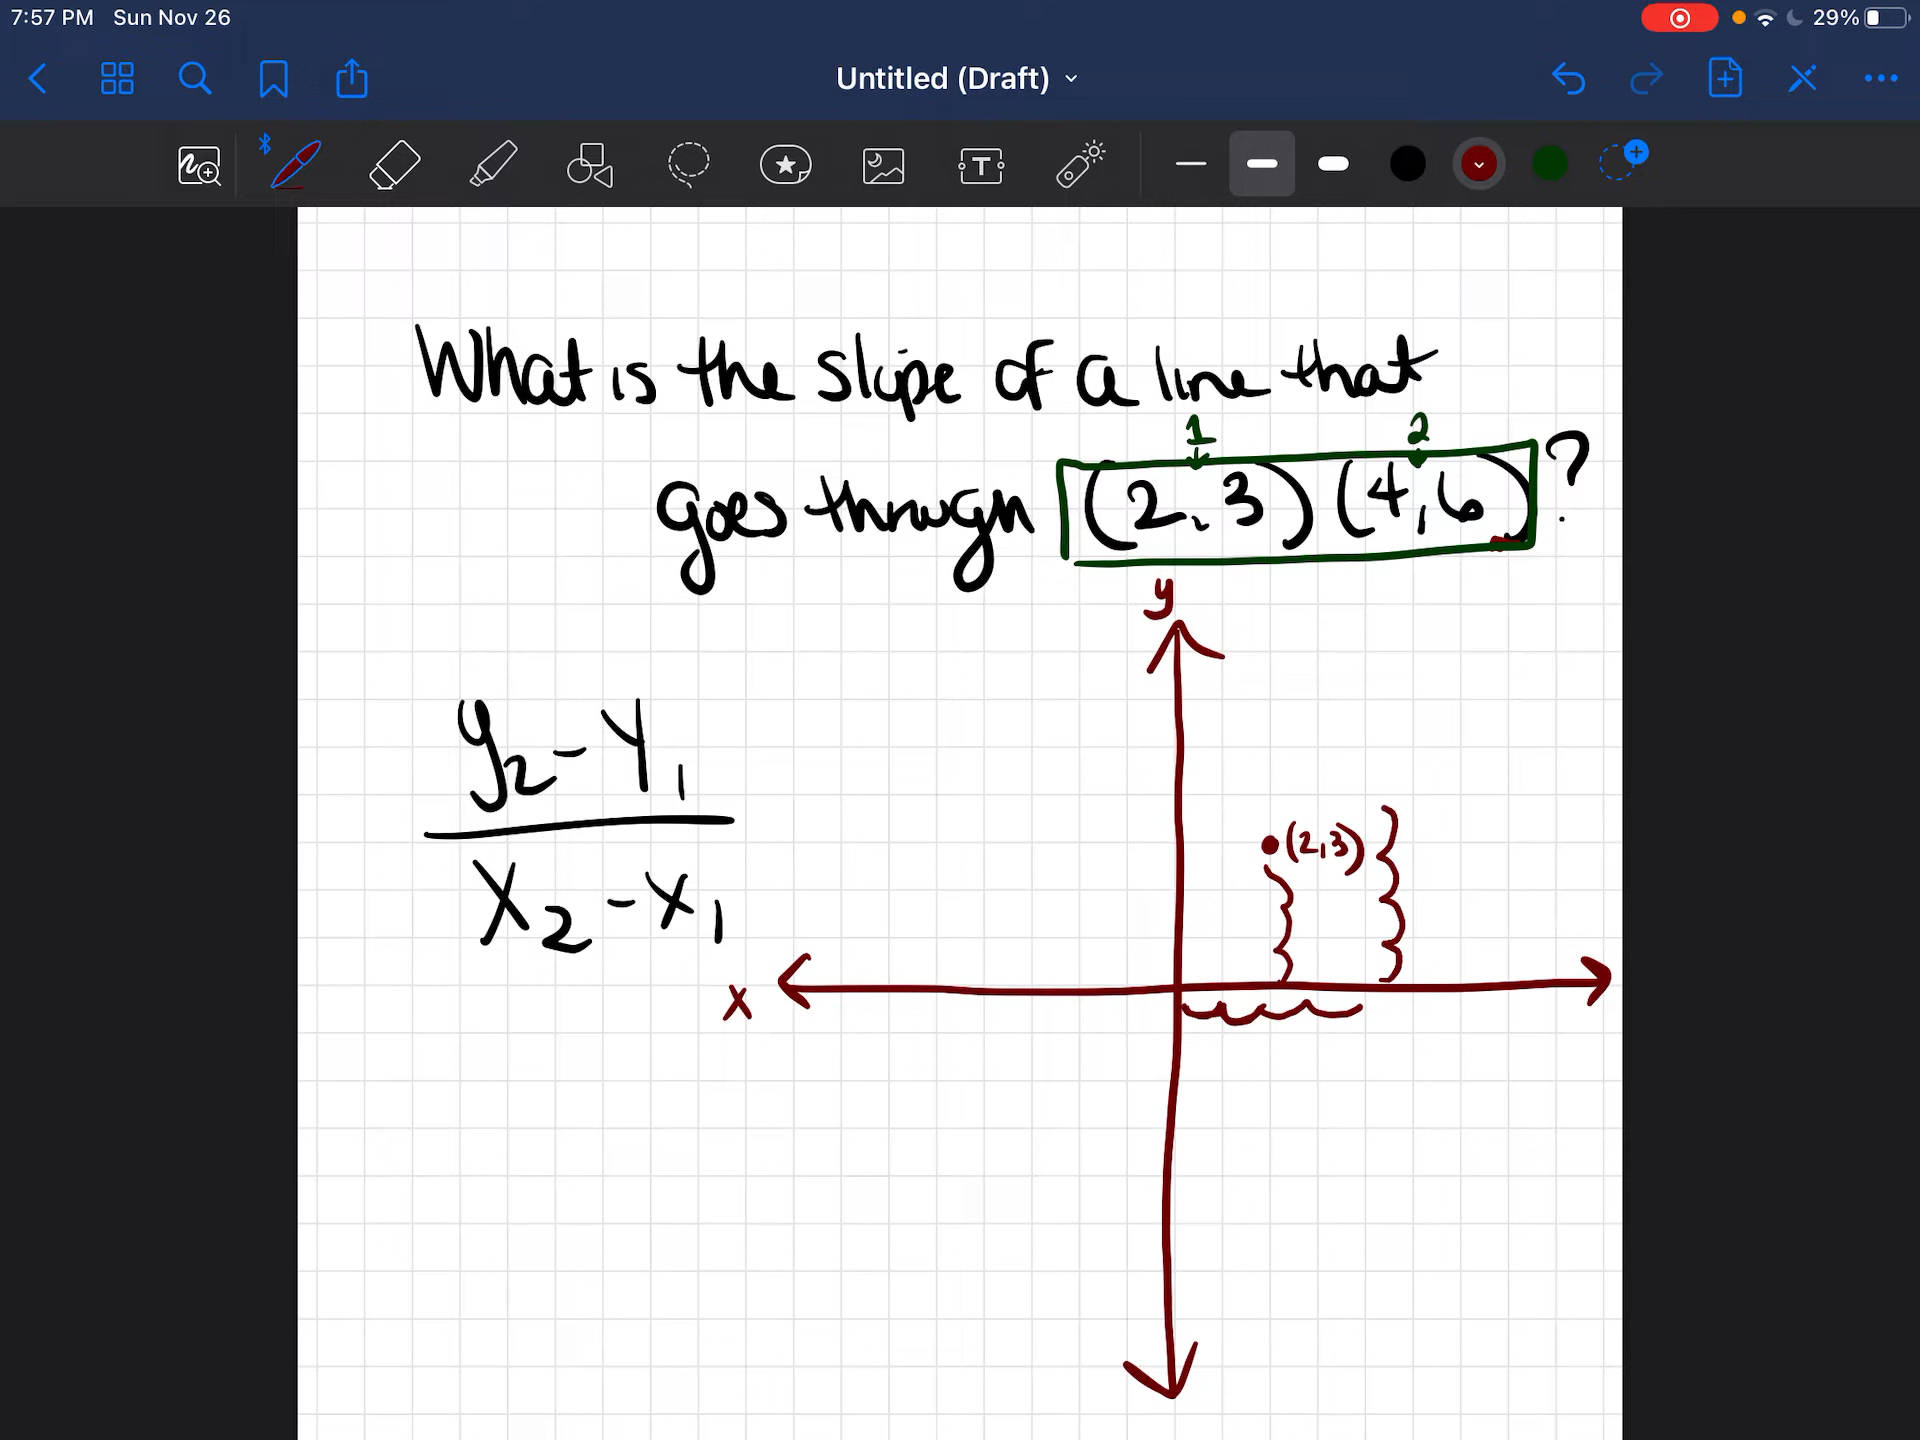 7:57 PM Sun Nov 26
29%
Untitled (Draft)
T
What is the slope of a line that
1 2
goes through (2,3) (4,6) ?
y
y₂ - y₁
(2,3)
x₂ - x₁
x